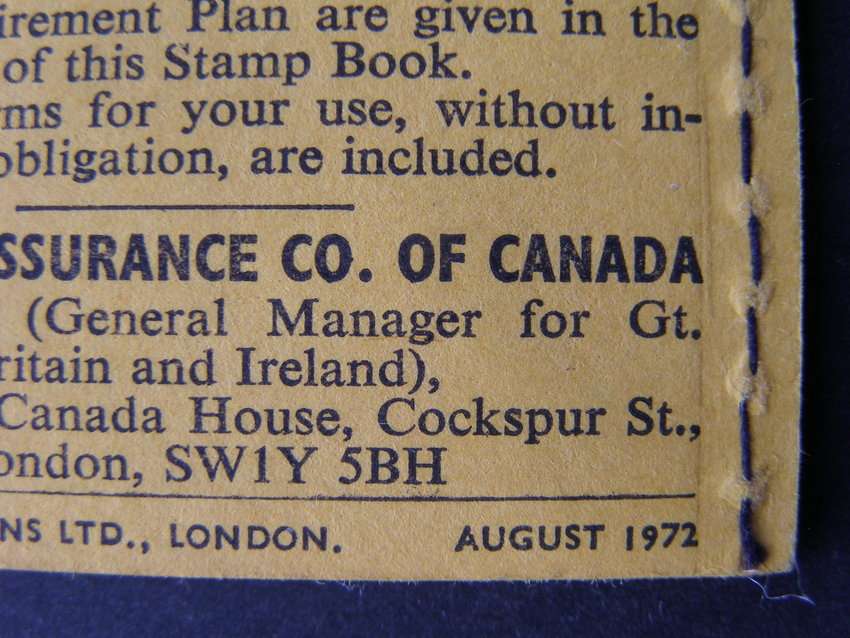 irement Plan are given in the
of this Stamp Book.
rms for your use, without in-
obligation, are included.
SSURANCE CO. OF CANADA
(General Manager for Gt.
ritain and Ireland),
Canada House, Cockspur St.,
ondon, SW1Y 5BH
NS LTD., LONDON. AUGUST 1972